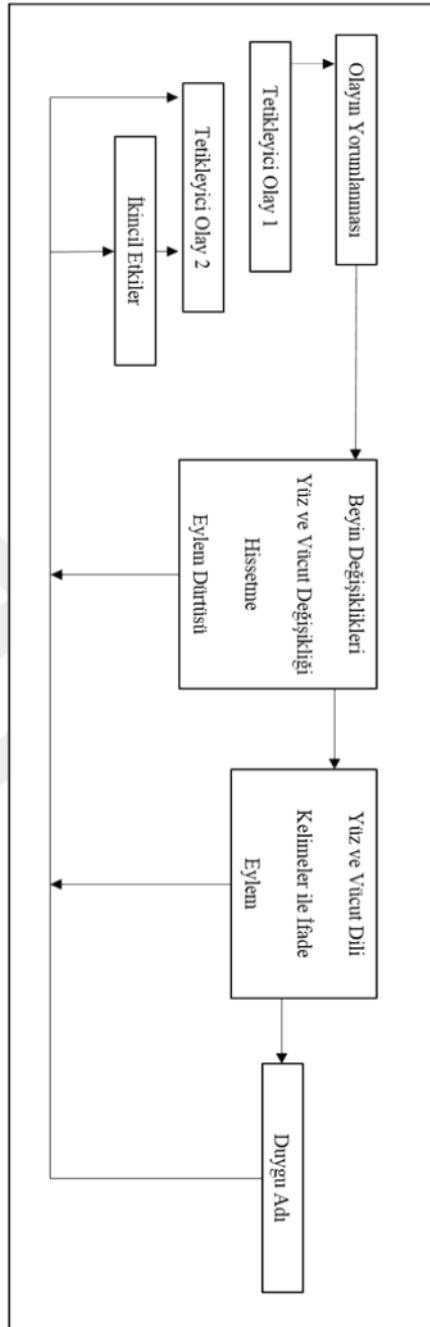 Olayın Yorumlanması
Tetikleyici Olay 1
Tetikleyici Olay 2
İkincil Etkiler
Beyin Değişiklikleri
Yüz ve Vücut Değişikliği
Hissetme
Eylem Dürtüsü
Yüz ve Vücut Dili
Kelimeler ile İfade
Eylem
Duygu Adı